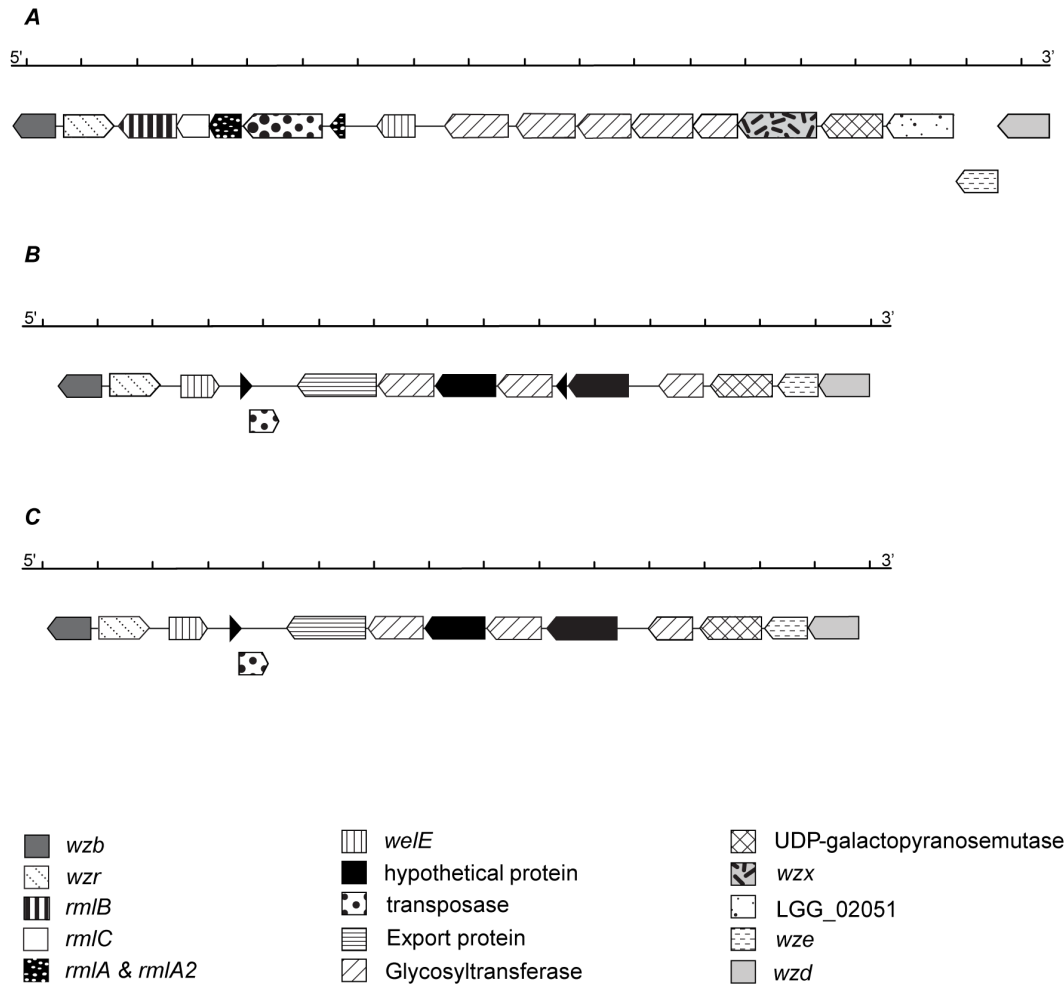 A
5' 3’
B
5' 3’
C
5' 3’
wzb
wzr
rmlB
rmlC
rmlA & rmlA2
welE
hypothetical protein
transposase
Export protein
Glycosyltransferase
UDP-galactopyranosemutase
wzx
LGG_02051
wze
wzd